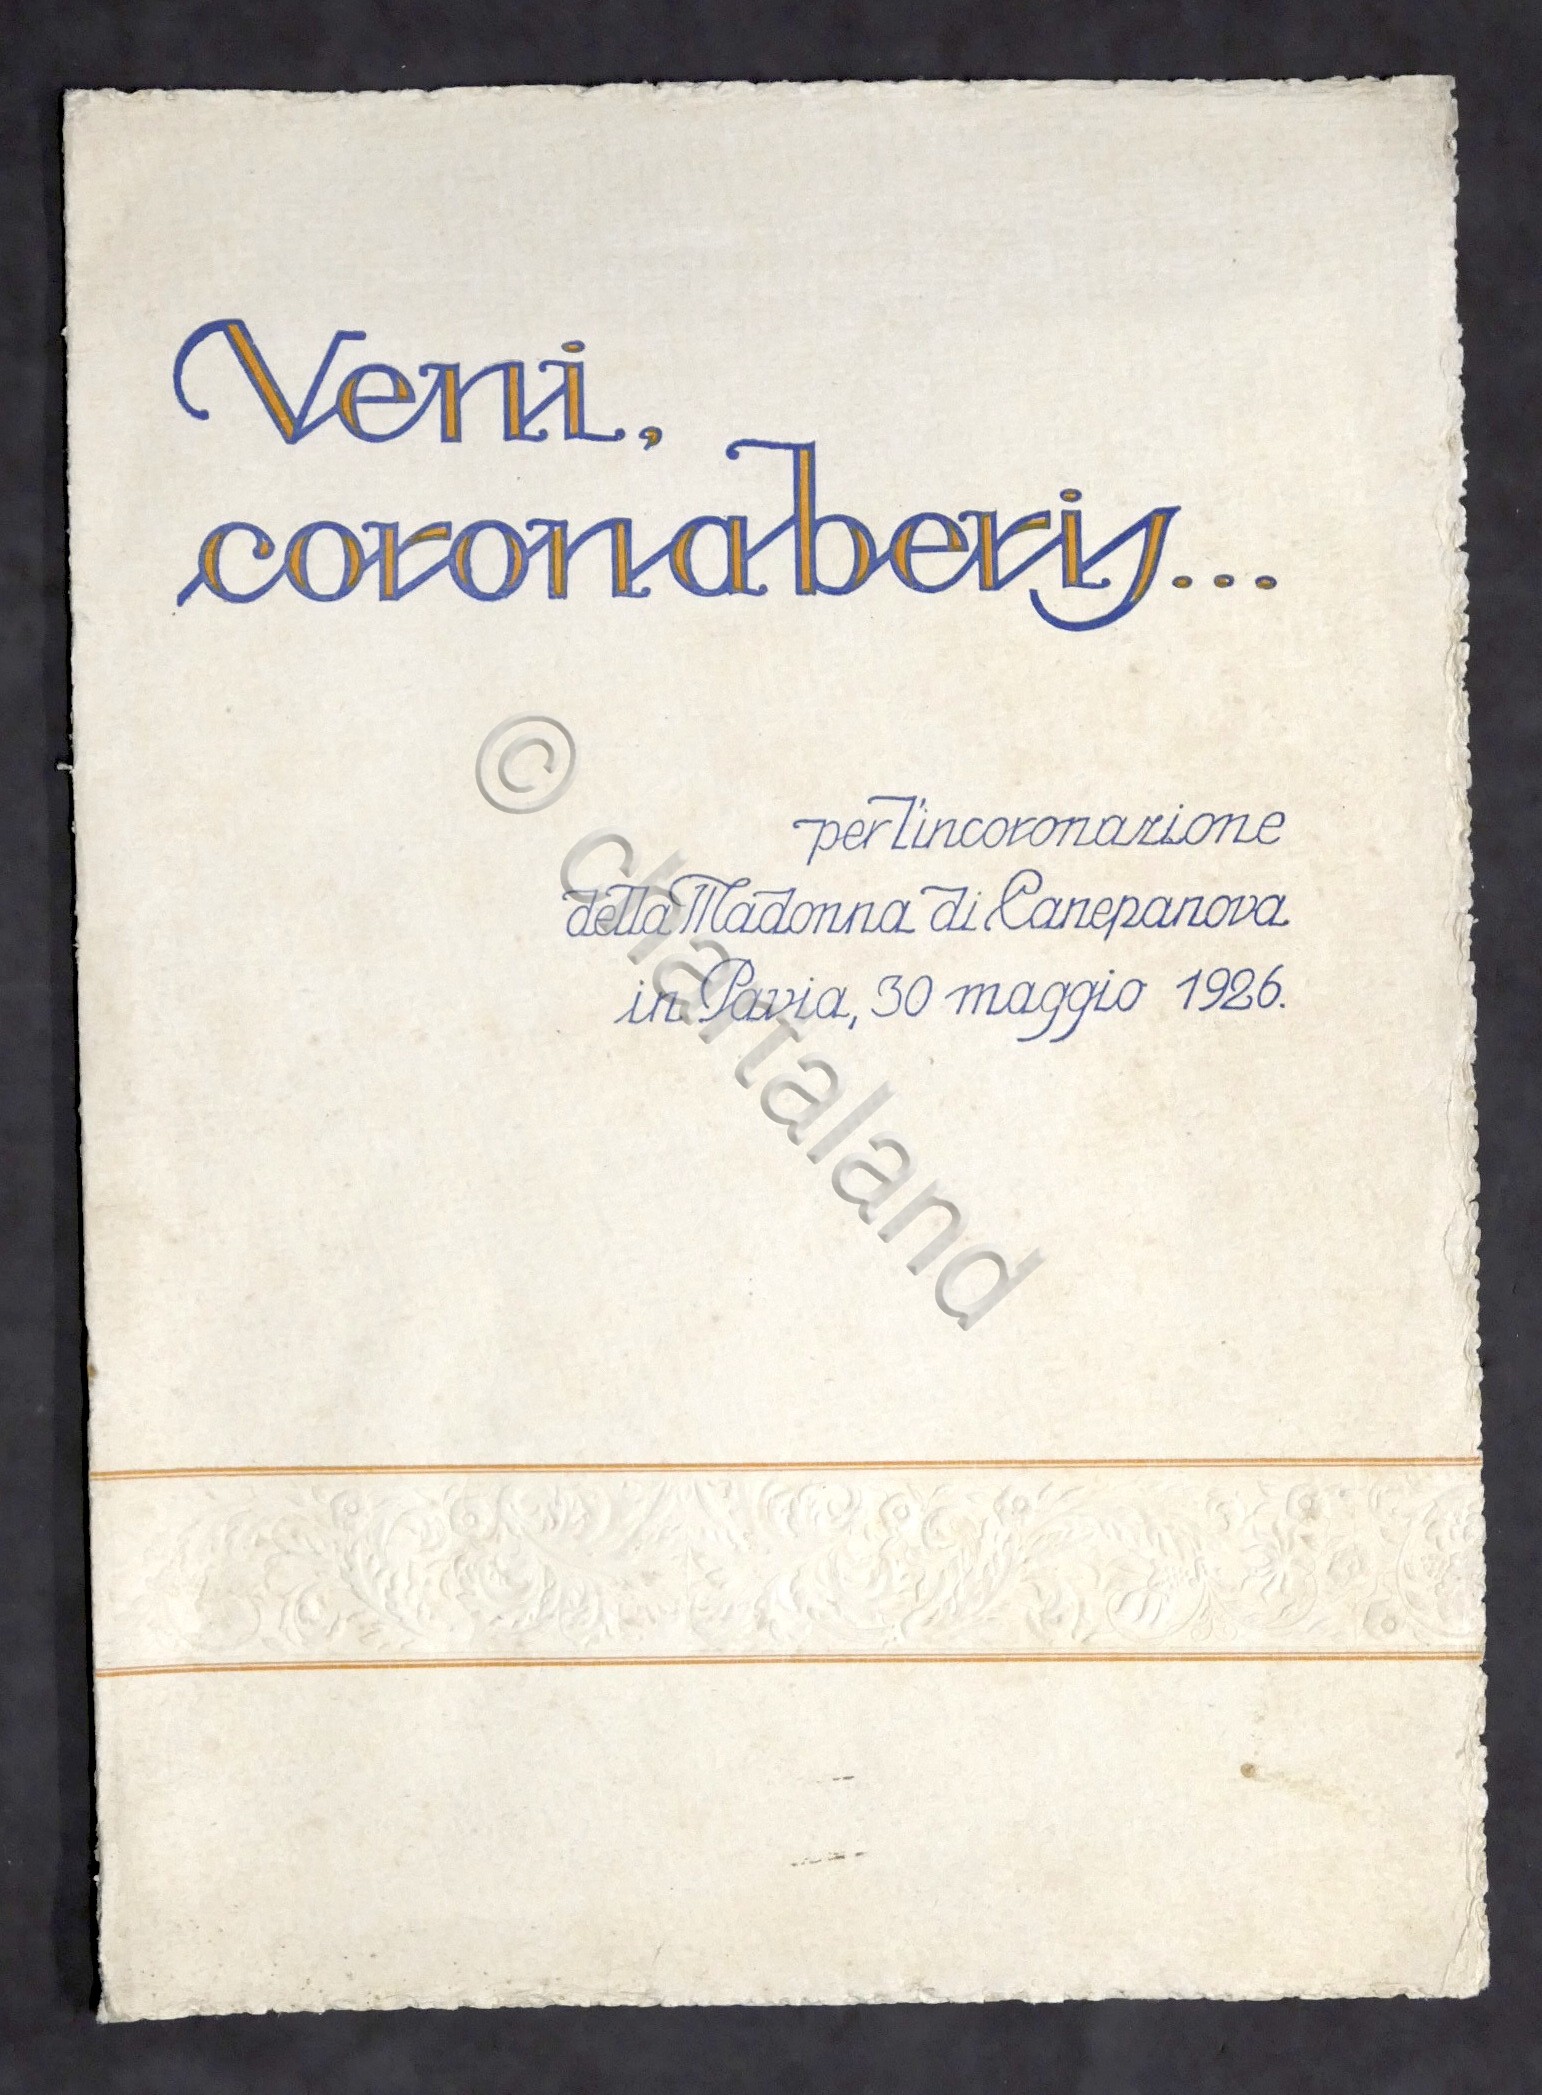 Veni,
coronaberis...
per l'incoronazione
della Madonna di Canepanova
in Pavia, 30 maggio 1926.
© chartaland